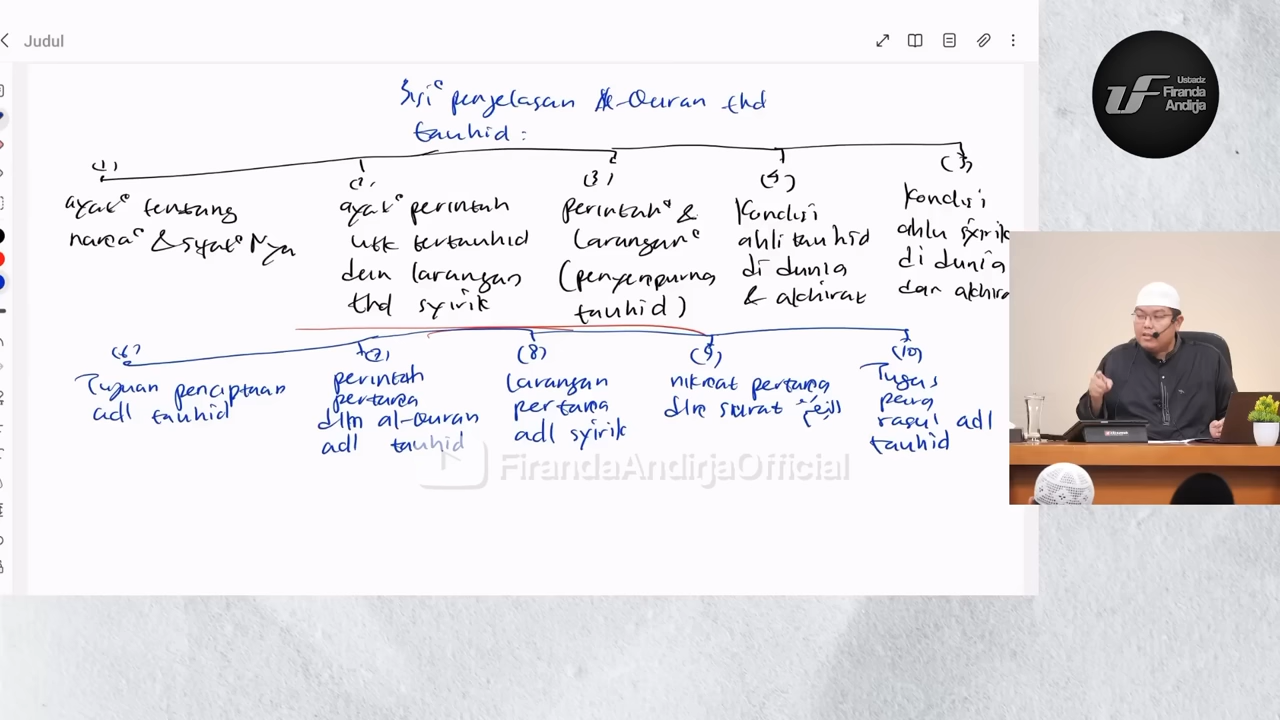 Judul
Sisi² penjelasan Al-Quran thd
tauhid :
(1)
ayat² tentang
nama² & sifat² Nya
(2)
ayat² perintah
utk bertauhid
dan larangan
thd syirik
(3)
perintah² &
larangan²
(penyempurna
tauhid)
(4)
Kondisi
ahli tauhid
di dunia
& akhirat
(5)
Kondisi
ahlu syirik
di dunia
dan akhira
(6)
Tujuan penciptaan
adl tauhid
(7)
perintah
pertama
dlm al-Quran
adl tauhid
(8)
larangan
pertama
adl syirik
(9)
nikmat pertama
dlm surat
(10)
Tugas
para
rasul adl
tauhid
FirandaAndirjaOfficial
Ustadz
Firanda
Andirja